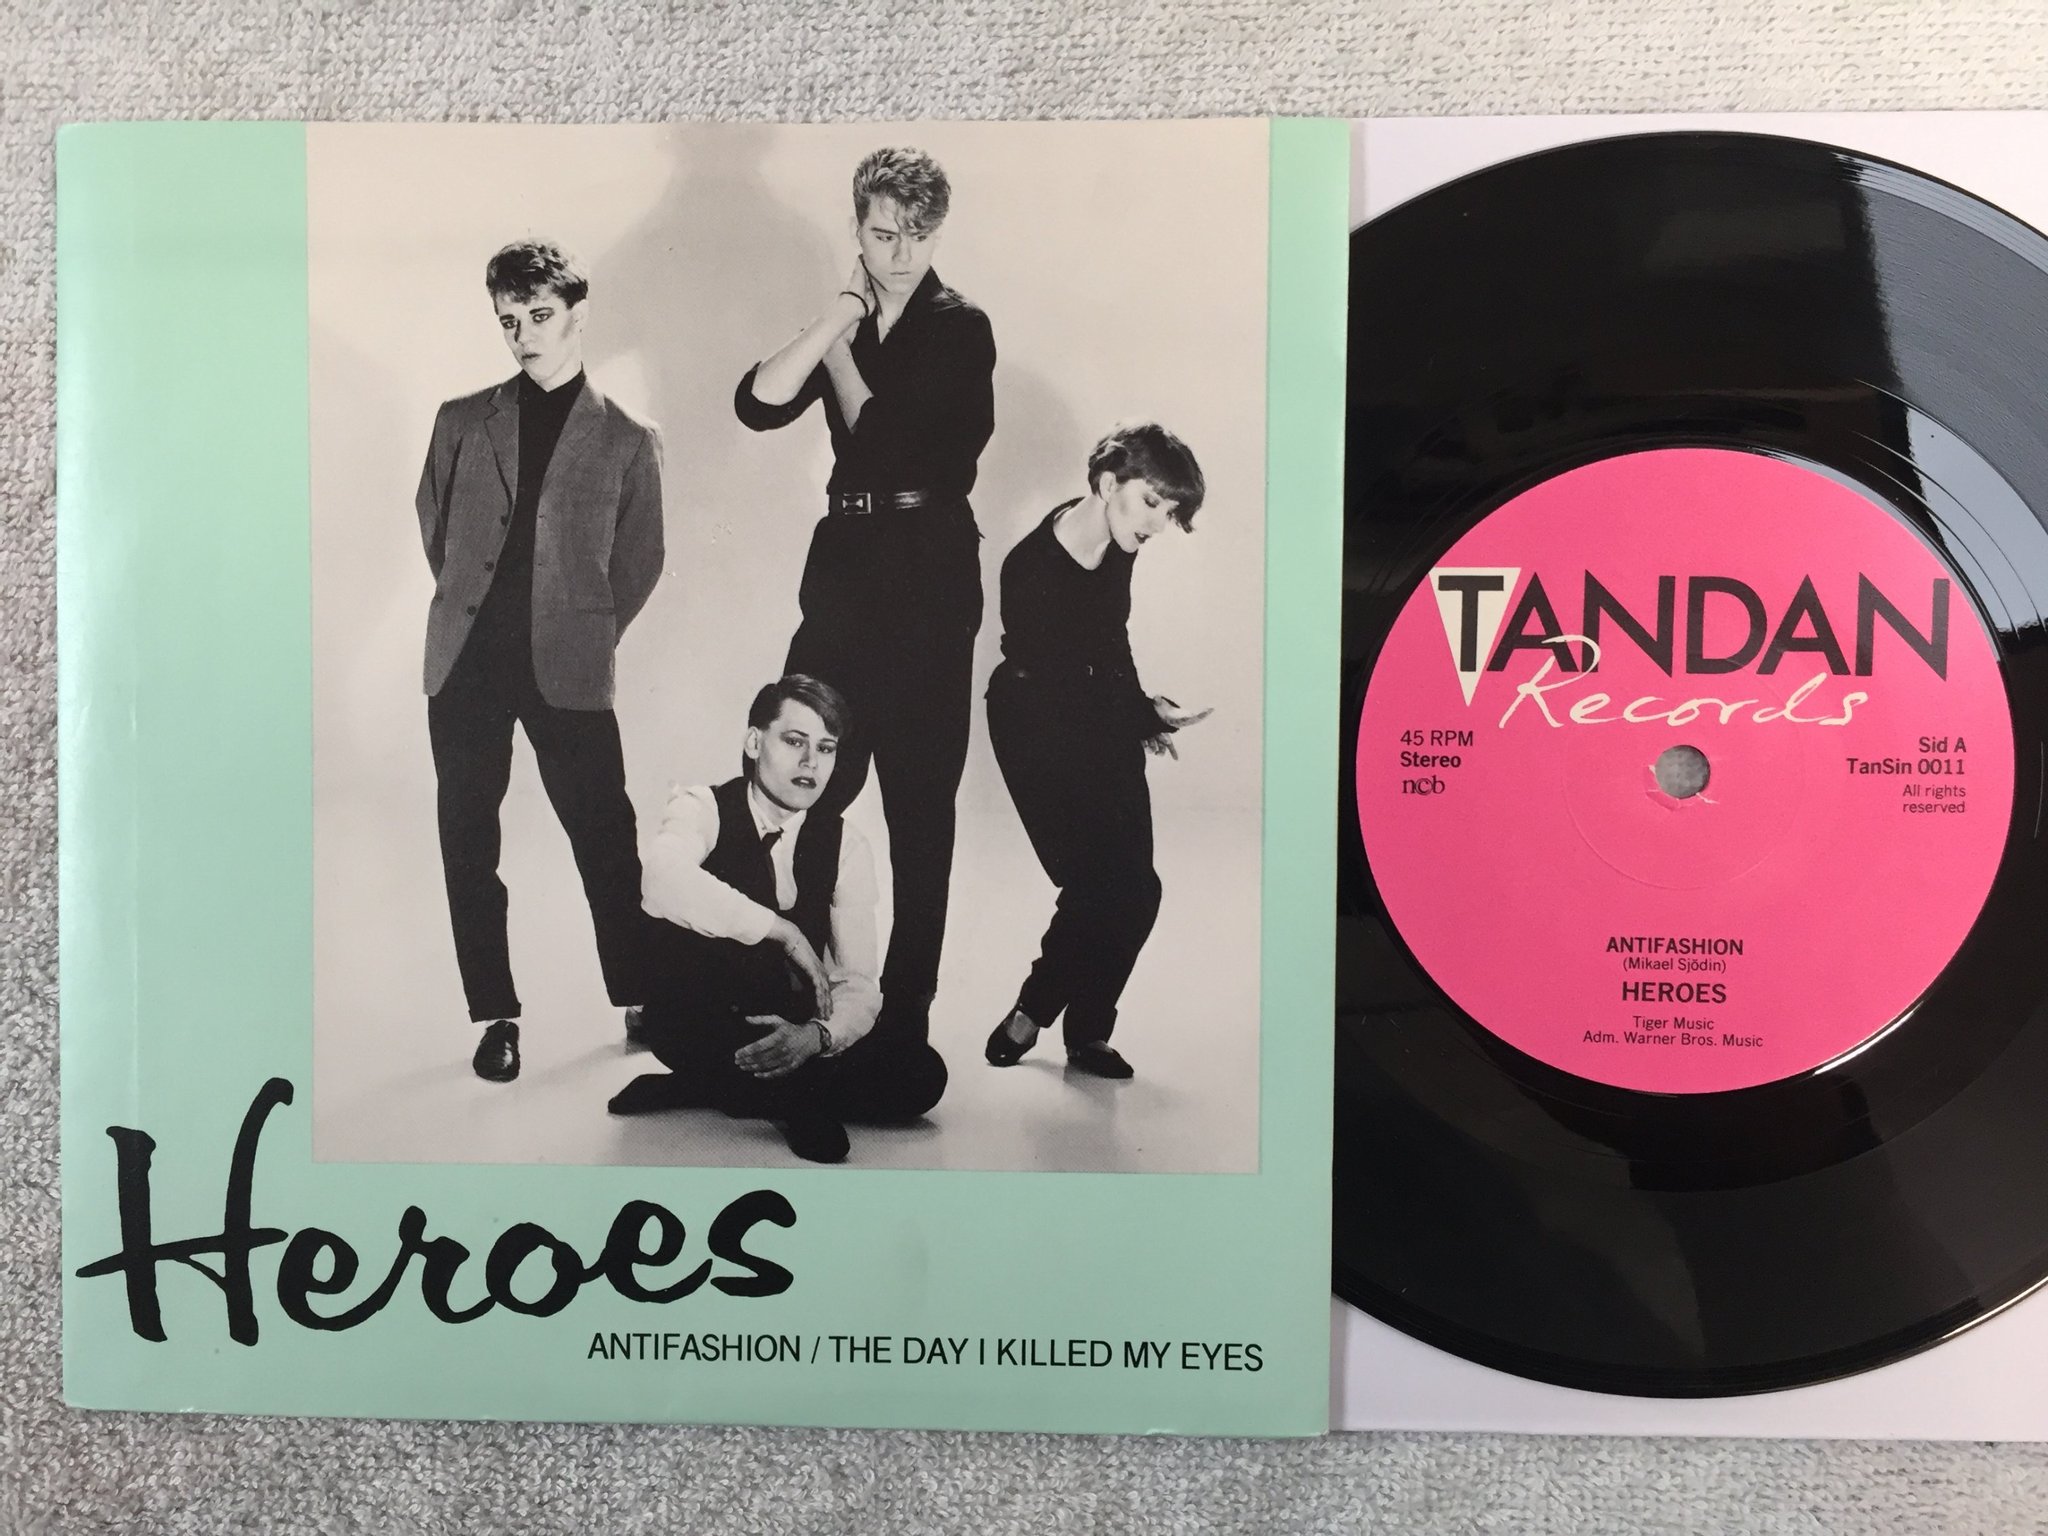 Heroes
ANTIFASHION / THE DAY I KILLED MY EYES
TANDAN
Records
45 RPM
Stereo
n©b
Sid A
TanSin 0011
All rights
reserved
ANTIFASHION
(Mikael Sjödin)
HEROES
Tiger Music
Adm. Warner Bros. Music